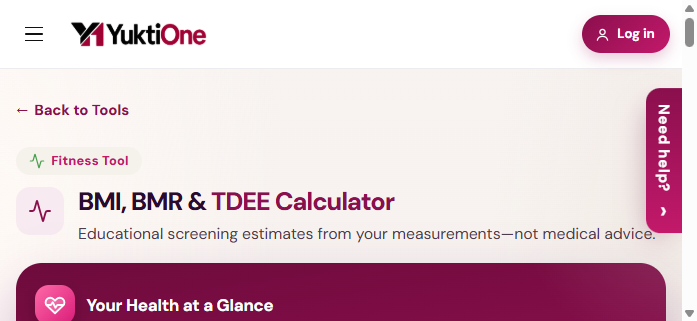 YuktiOne
Log in
← Back to Tools
Need help? ›
Fitness Tool
BMI, BMR & TDEE Calculator
Educational screening estimates from your measurements—not medical advice.
Your Health at a Glance